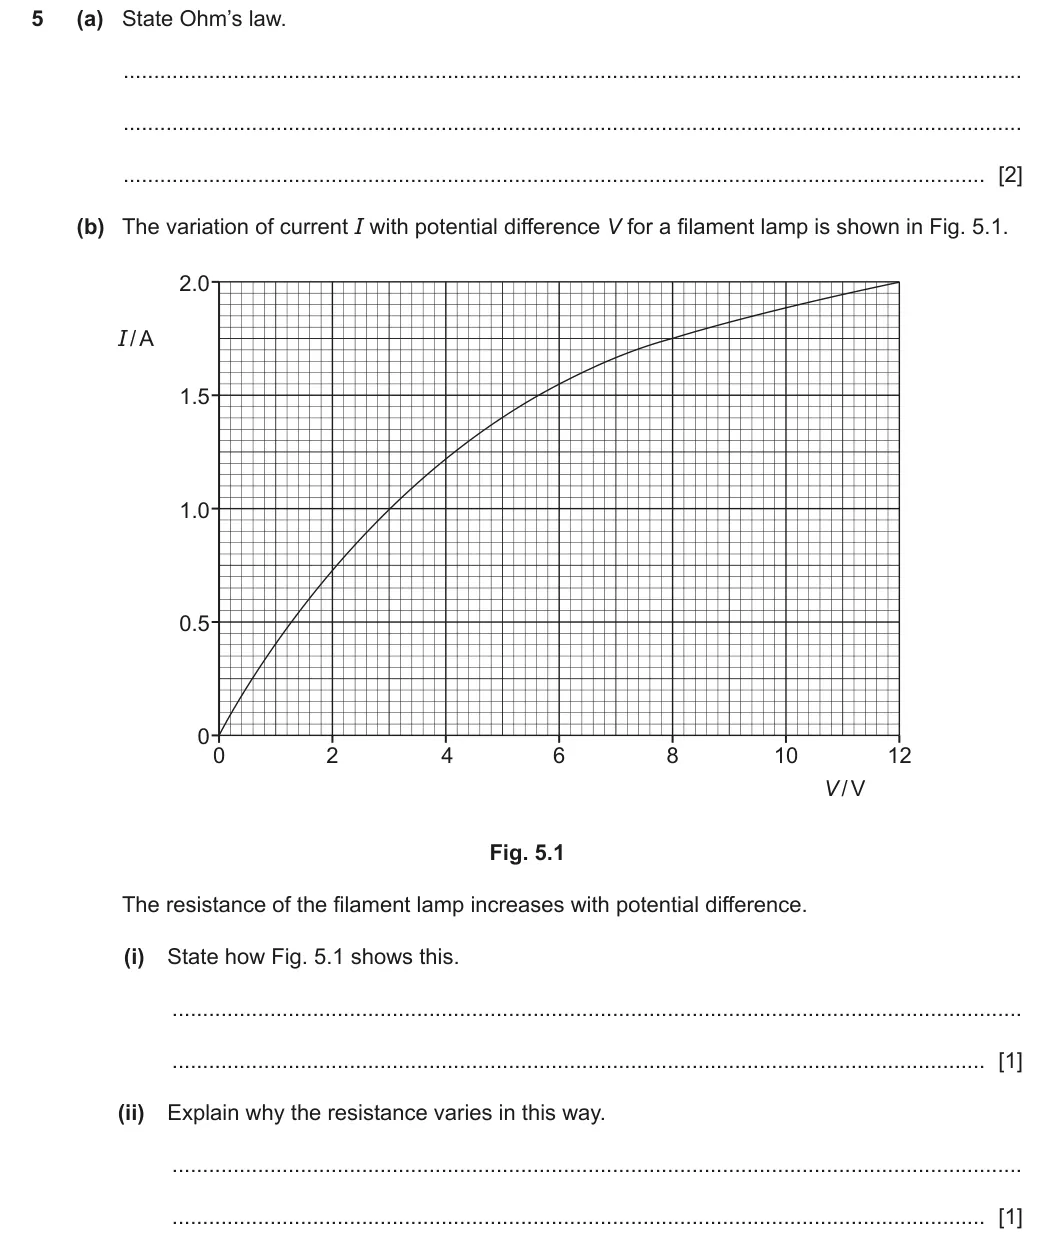 5 (a) State Ohm's law.
....................................................................................................................................................
....................................................................................................................................................
.............................................................................................................................................. [2]
(b) The variation of current I with potential difference V for a filament lamp is shown in Fig. 5.1.
2.0
I / A
1.5
1.0
0.5
0
0 2 4 6 8 10 12
V / V
Fig. 5.1
The resistance of the filament lamp increases with potential difference.
(i) State how Fig. 5.1 shows this.
............................................................................................................................................
...................................................................................................................................... [1]
(ii) Explain why the resistance varies in this way.
............................................................................................................................................
...................................................................................................................................... [1]